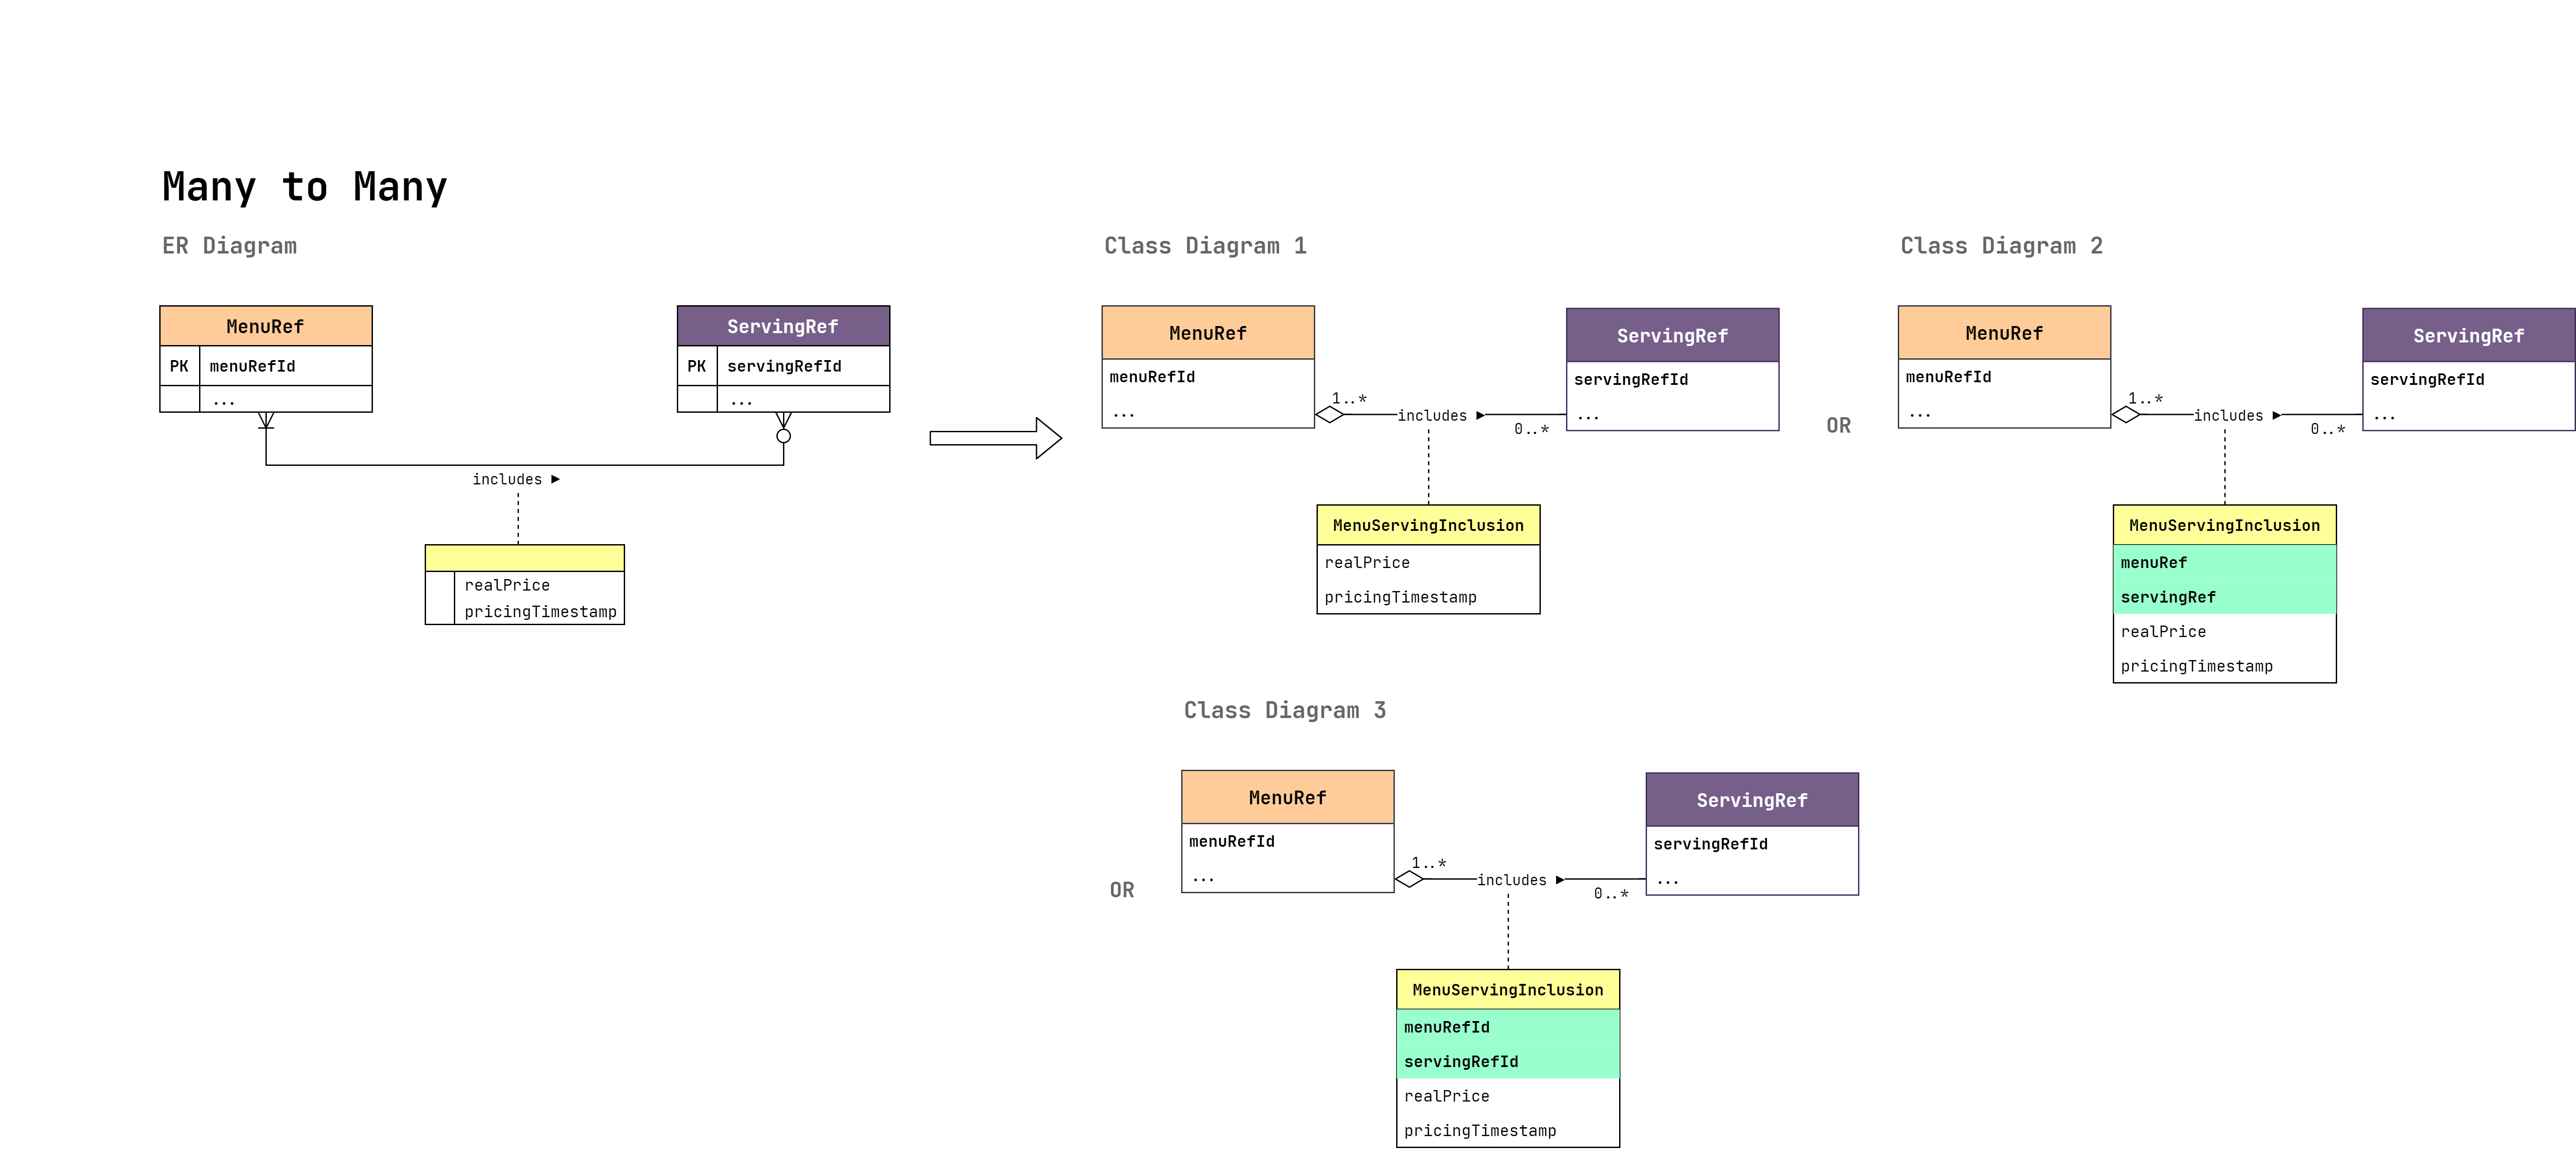 Many to Many
ER Diagram
MenuRef
PK menuRefId
...
ServingRef
PK servingRefId
...
includes ►
realPrice
pricingTimestamp
Class Diagram 1
MenuRef
menuRefId
...
1..*
includes ►
0..*
ServingRef
servingRefId
...
MenuServingInclusion
realPrice
pricingTimestamp
OR
Class Diagram 2
MenuRef
menuRefId
...
1..*
includes ►
0..*
ServingRef
servingRefId
...
MenuServingInclusion
menuRef
servingRef
realPrice
pricingTimestamp
OR
Class Diagram 3
MenuRef
menuRefId
...
1..*
includes ►
0..*
ServingRef
servingRefId
...
MenuServingInclusion
menuRefId
servingRefId
realPrice
pricingTimestamp